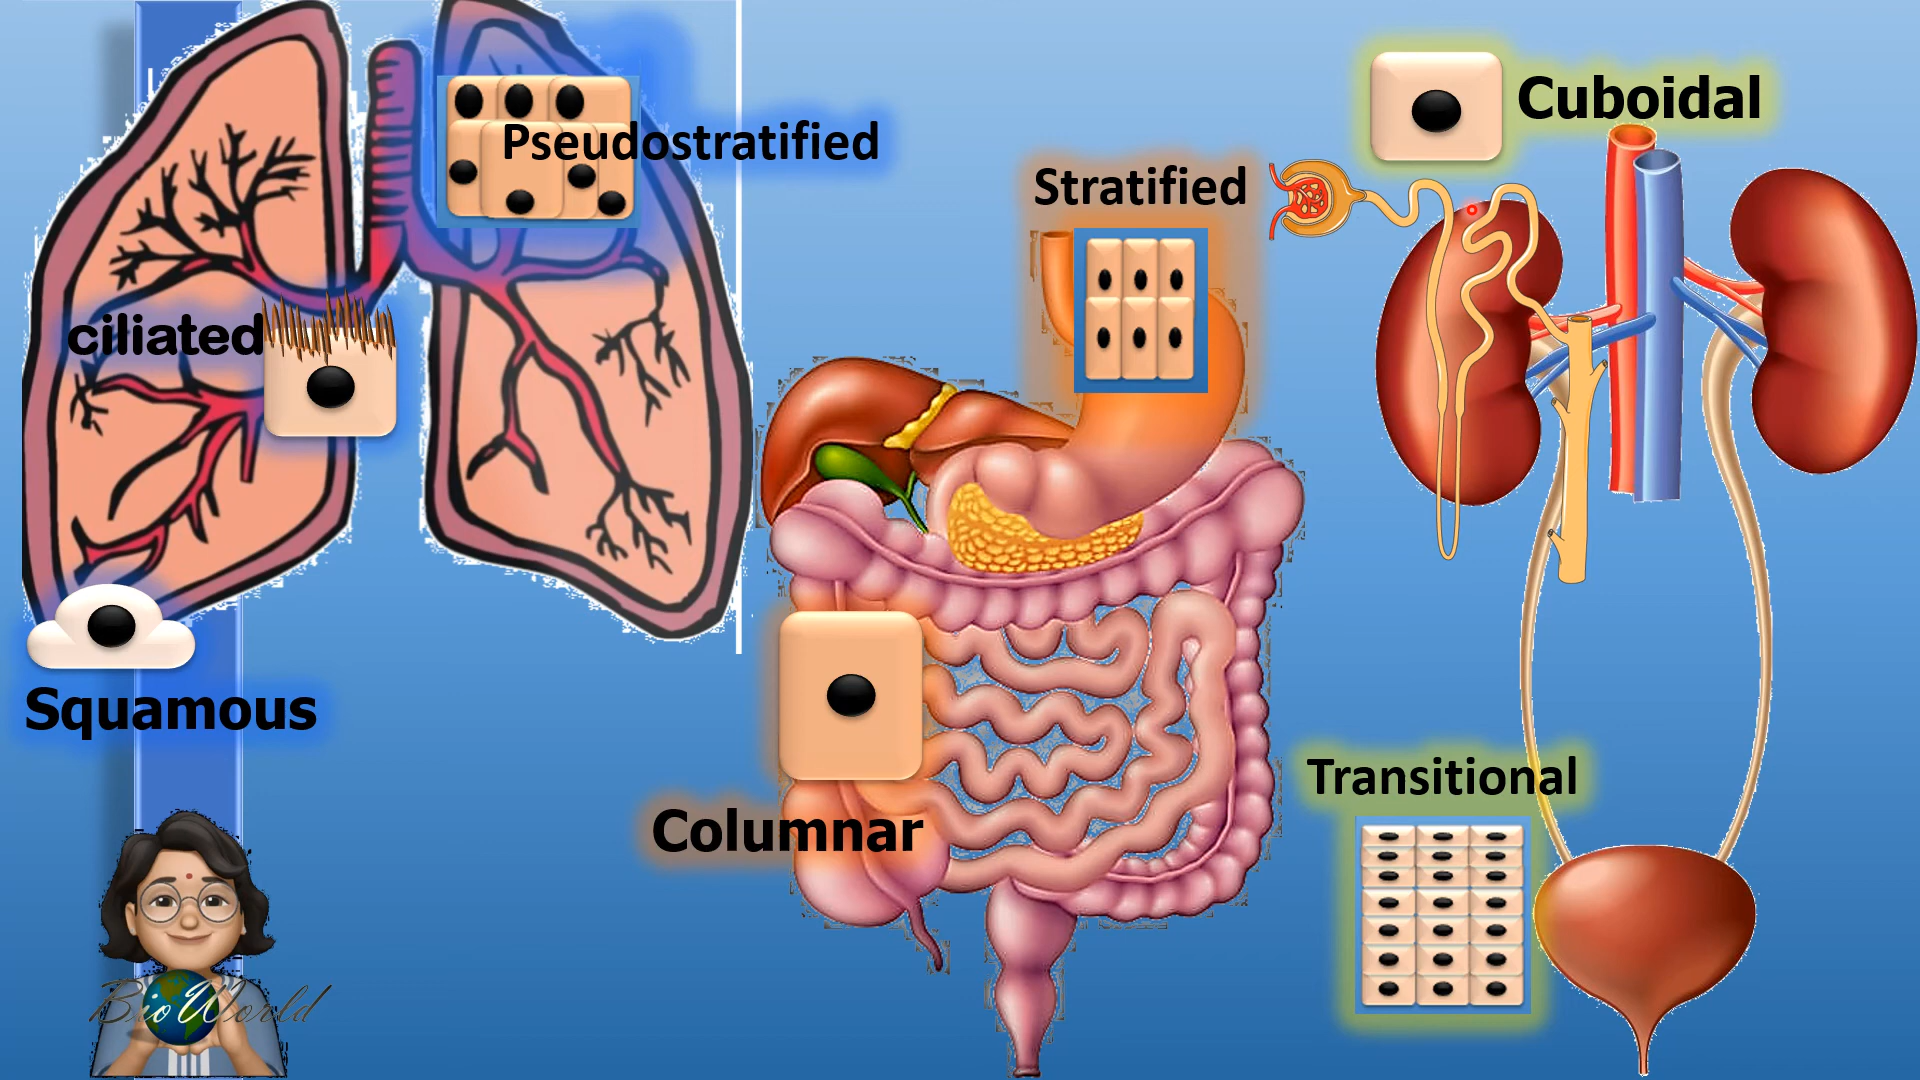 Pseudostratified
ciliated
Squamous
Stratified
Columnar
Cuboidal
Transitional
BioWorld